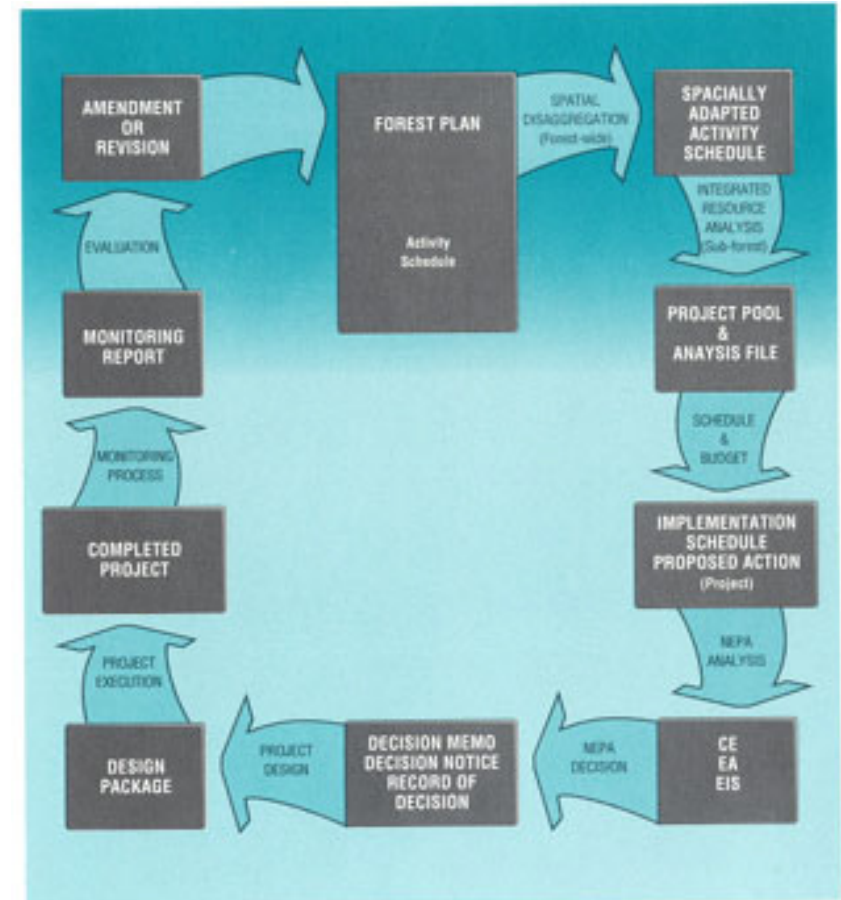 AMENDMENT
OR
REVISION
FOREST PLAN
Activity
Schedule
SPATIAL
DISAGGREGATION
(Forest-wide)
SPACIALLY
ADAPTED
ACTIVITY
SCHEDULE
INTEGRATED
RESOURCE
ANALYSIS
(Sub-forest)
PROJECT POOL
&
ANAYSIS FILE
SCHEDULE
&
BUDGET
IMPLEMENTATION
SCHEDULE
PROPOSED ACTION
(Project)
NEPA
ANALYSIS
CE
EA
EIS
NEPA
DECISION
DECISION MEMO
DECISION NOTICE
RECORD OF
DECISION
PROJECT
DESIGN
DESIGN
PACKAGE
PROJECT
EXECUTION
COMPLETED
PROJECT
MONITORING
PROCESS
MONITORING
REPORT
EVALUATION